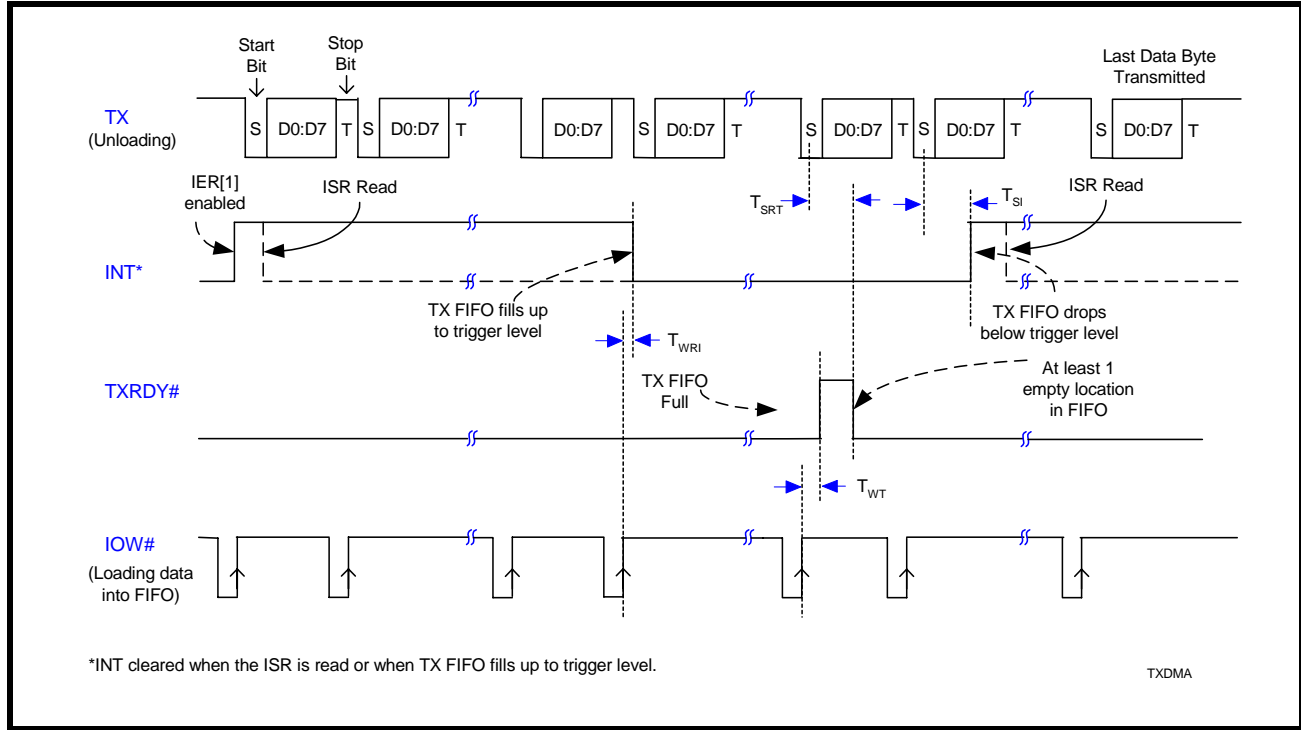 Start
Bit
Stop
Bit
Last Data Byte
Transmitted
TX
(Unloading)
S D0:D7 T S D0:D7 T D0:D7 S D0:D7 T S D0:D7 T S D0:D7 T S D0:D7 T
IER[1]
enabled
ISR Read
TSRT
TSI
ISR Read
INT*
TX FIFO fills up
to trigger level
TX FIFO drops
below trigger level
TWRI
TXRDY#
TX FIFO
Full
At least 1
empty location
in FIFO
TWT
IOW#
(Loading data
into FIFO)
*INT cleared when the ISR is read or when TX FIFO fills up to trigger level.
TXDMA